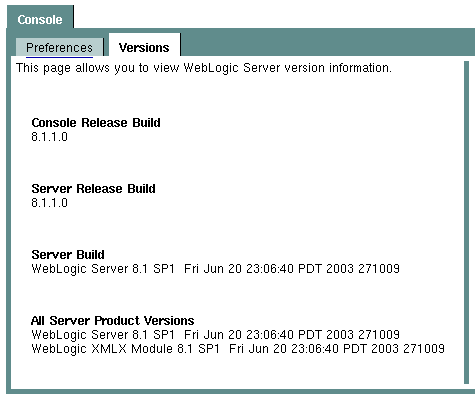 Console
Preferences Versions
This page allows you to view WebLogic Server version information.
Console Release Build
8.1.1.0
Server Release Build
8.1.1.0
Server Build
WebLogic Server 8.1 SP1 Fri Jun 20 23:06:40 PDT 2003 271009
All Server Product Versions
WebLogic Server 8.1 SP1 Fri Jun 20 23:06:40 PDT 2003 271009
WebLogic XMLX Module 8.1 SP1 Fri Jun 20 23:06:40 PDT 2003 271009